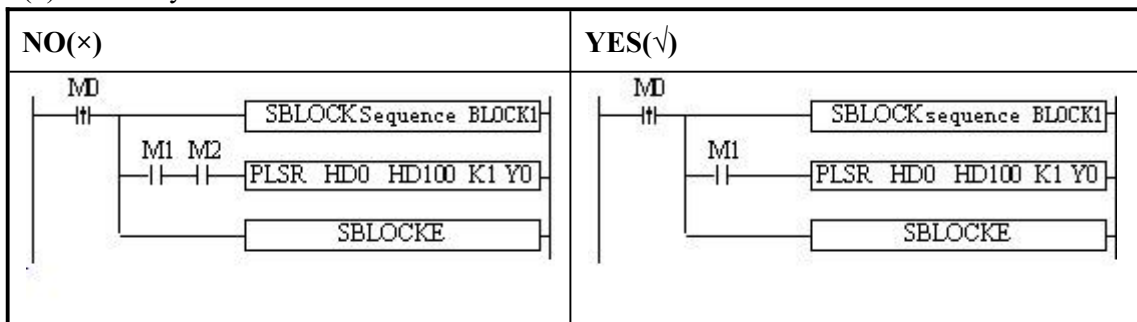 NO(×)
YES(√)
M0
SBLOCK Sequence BLOCK1
M1 M2
PLSR HD0 HD100 K1 Y0
SBLOCKE
M0
SBLOCK sequence BLOCK1
M1
PLSR HD0 HD100 K1 Y0
SBLOCKE